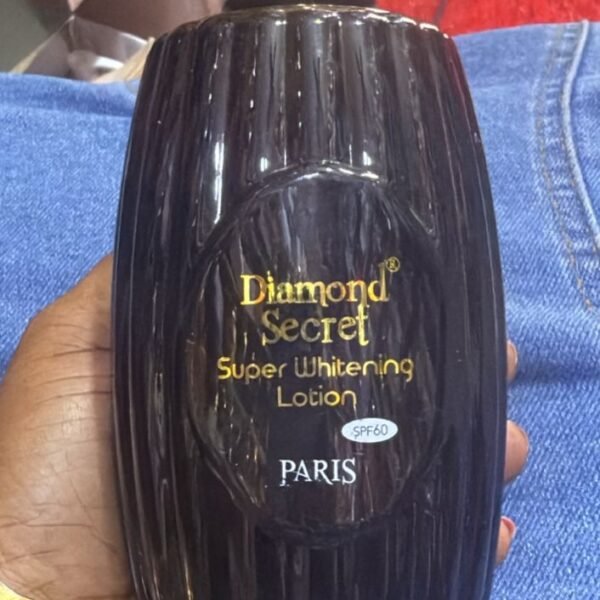 Diamond®
Secret
Super Whitening
Lotion
SPF60
PARIS